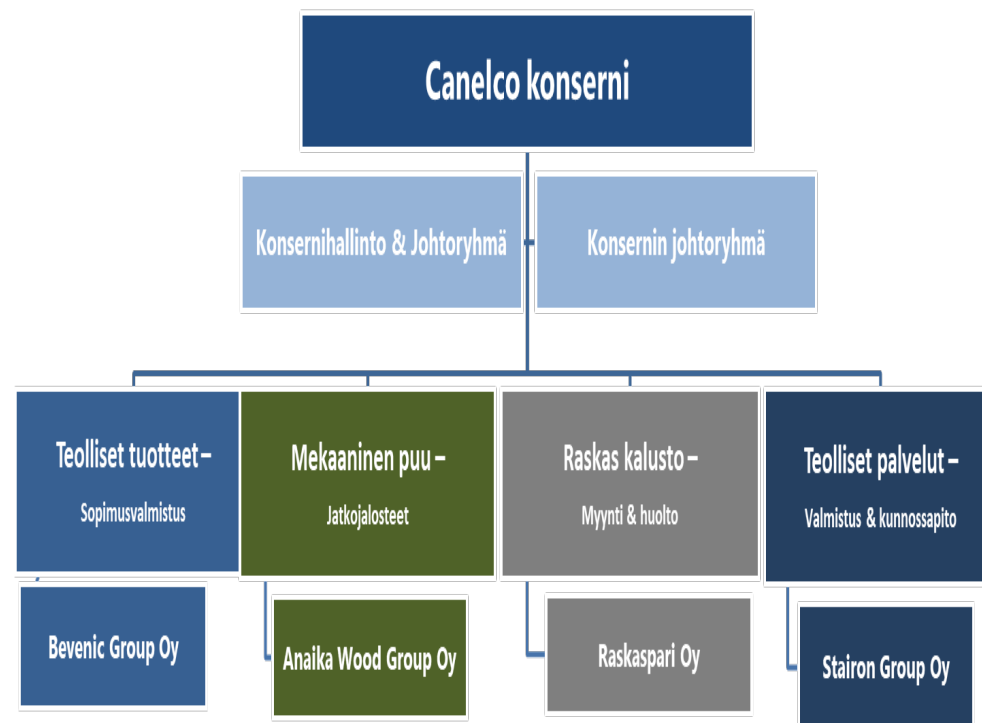 Canelco konserni
Konsernihallinto & Johtoryhmä
Konsernin johtoryhmä
Teolliset tuotteet –
Sopimusvalmistus
Mekaaninen puu –
Jatkojalosteet
Raskas kalusto –
Myynti & huolto
Teolliset palvelut –
Valmistus & kunnossapito
Bevenic Group Oy
Anaika Wood Group Oy
Raskaspari Oy
Stairon Group Oy